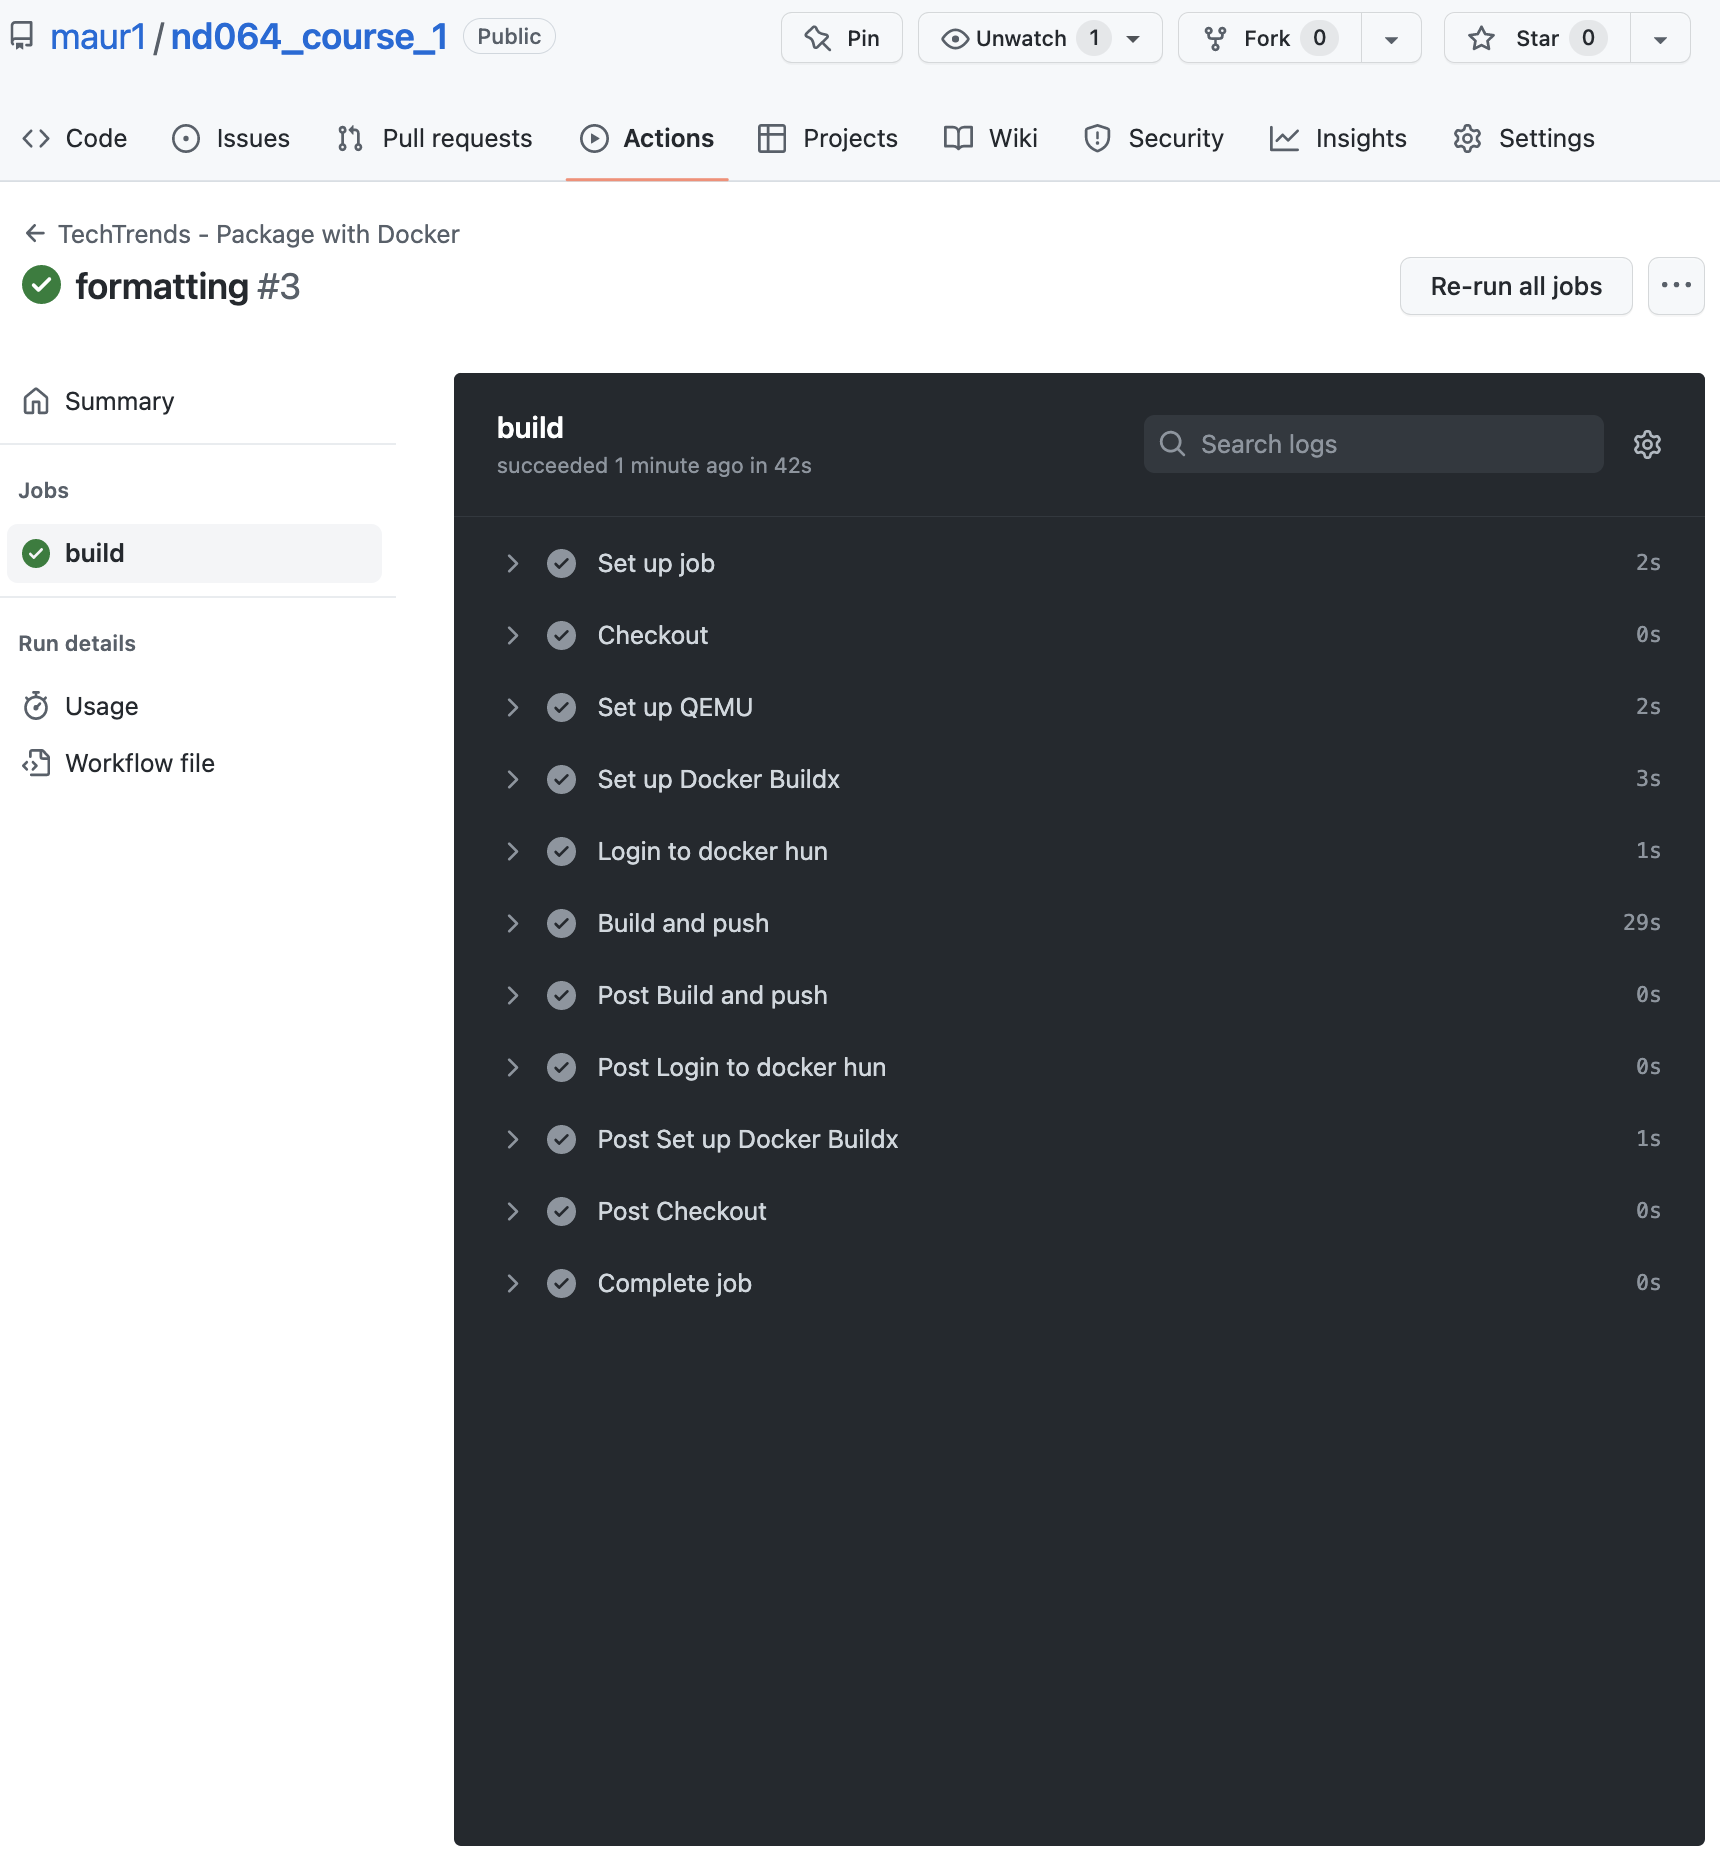 maur1 / nd064_course_1 Public Pin Unwatch 1 Fork 0 Star 0
Code Issues Pull requests Actions Projects Wiki Security Insights Settings
TechTrends - Package with Docker
formatting #3
Re-run all jobs
Summary
Jobs
build
Run details
Usage
Workflow file
build
succeeded 1 minute ago in 42s
Search logs
Set up job 2s
Checkout 0s
Set up QEMU 2s
Set up Docker Buildx 3s
Login to docker hun 1s
Build and push 29s
Post Build and push 0s
Post Login to docker hun 0s
Post Set up Docker Buildx 1s
Post Checkout 0s
Complete job 0s